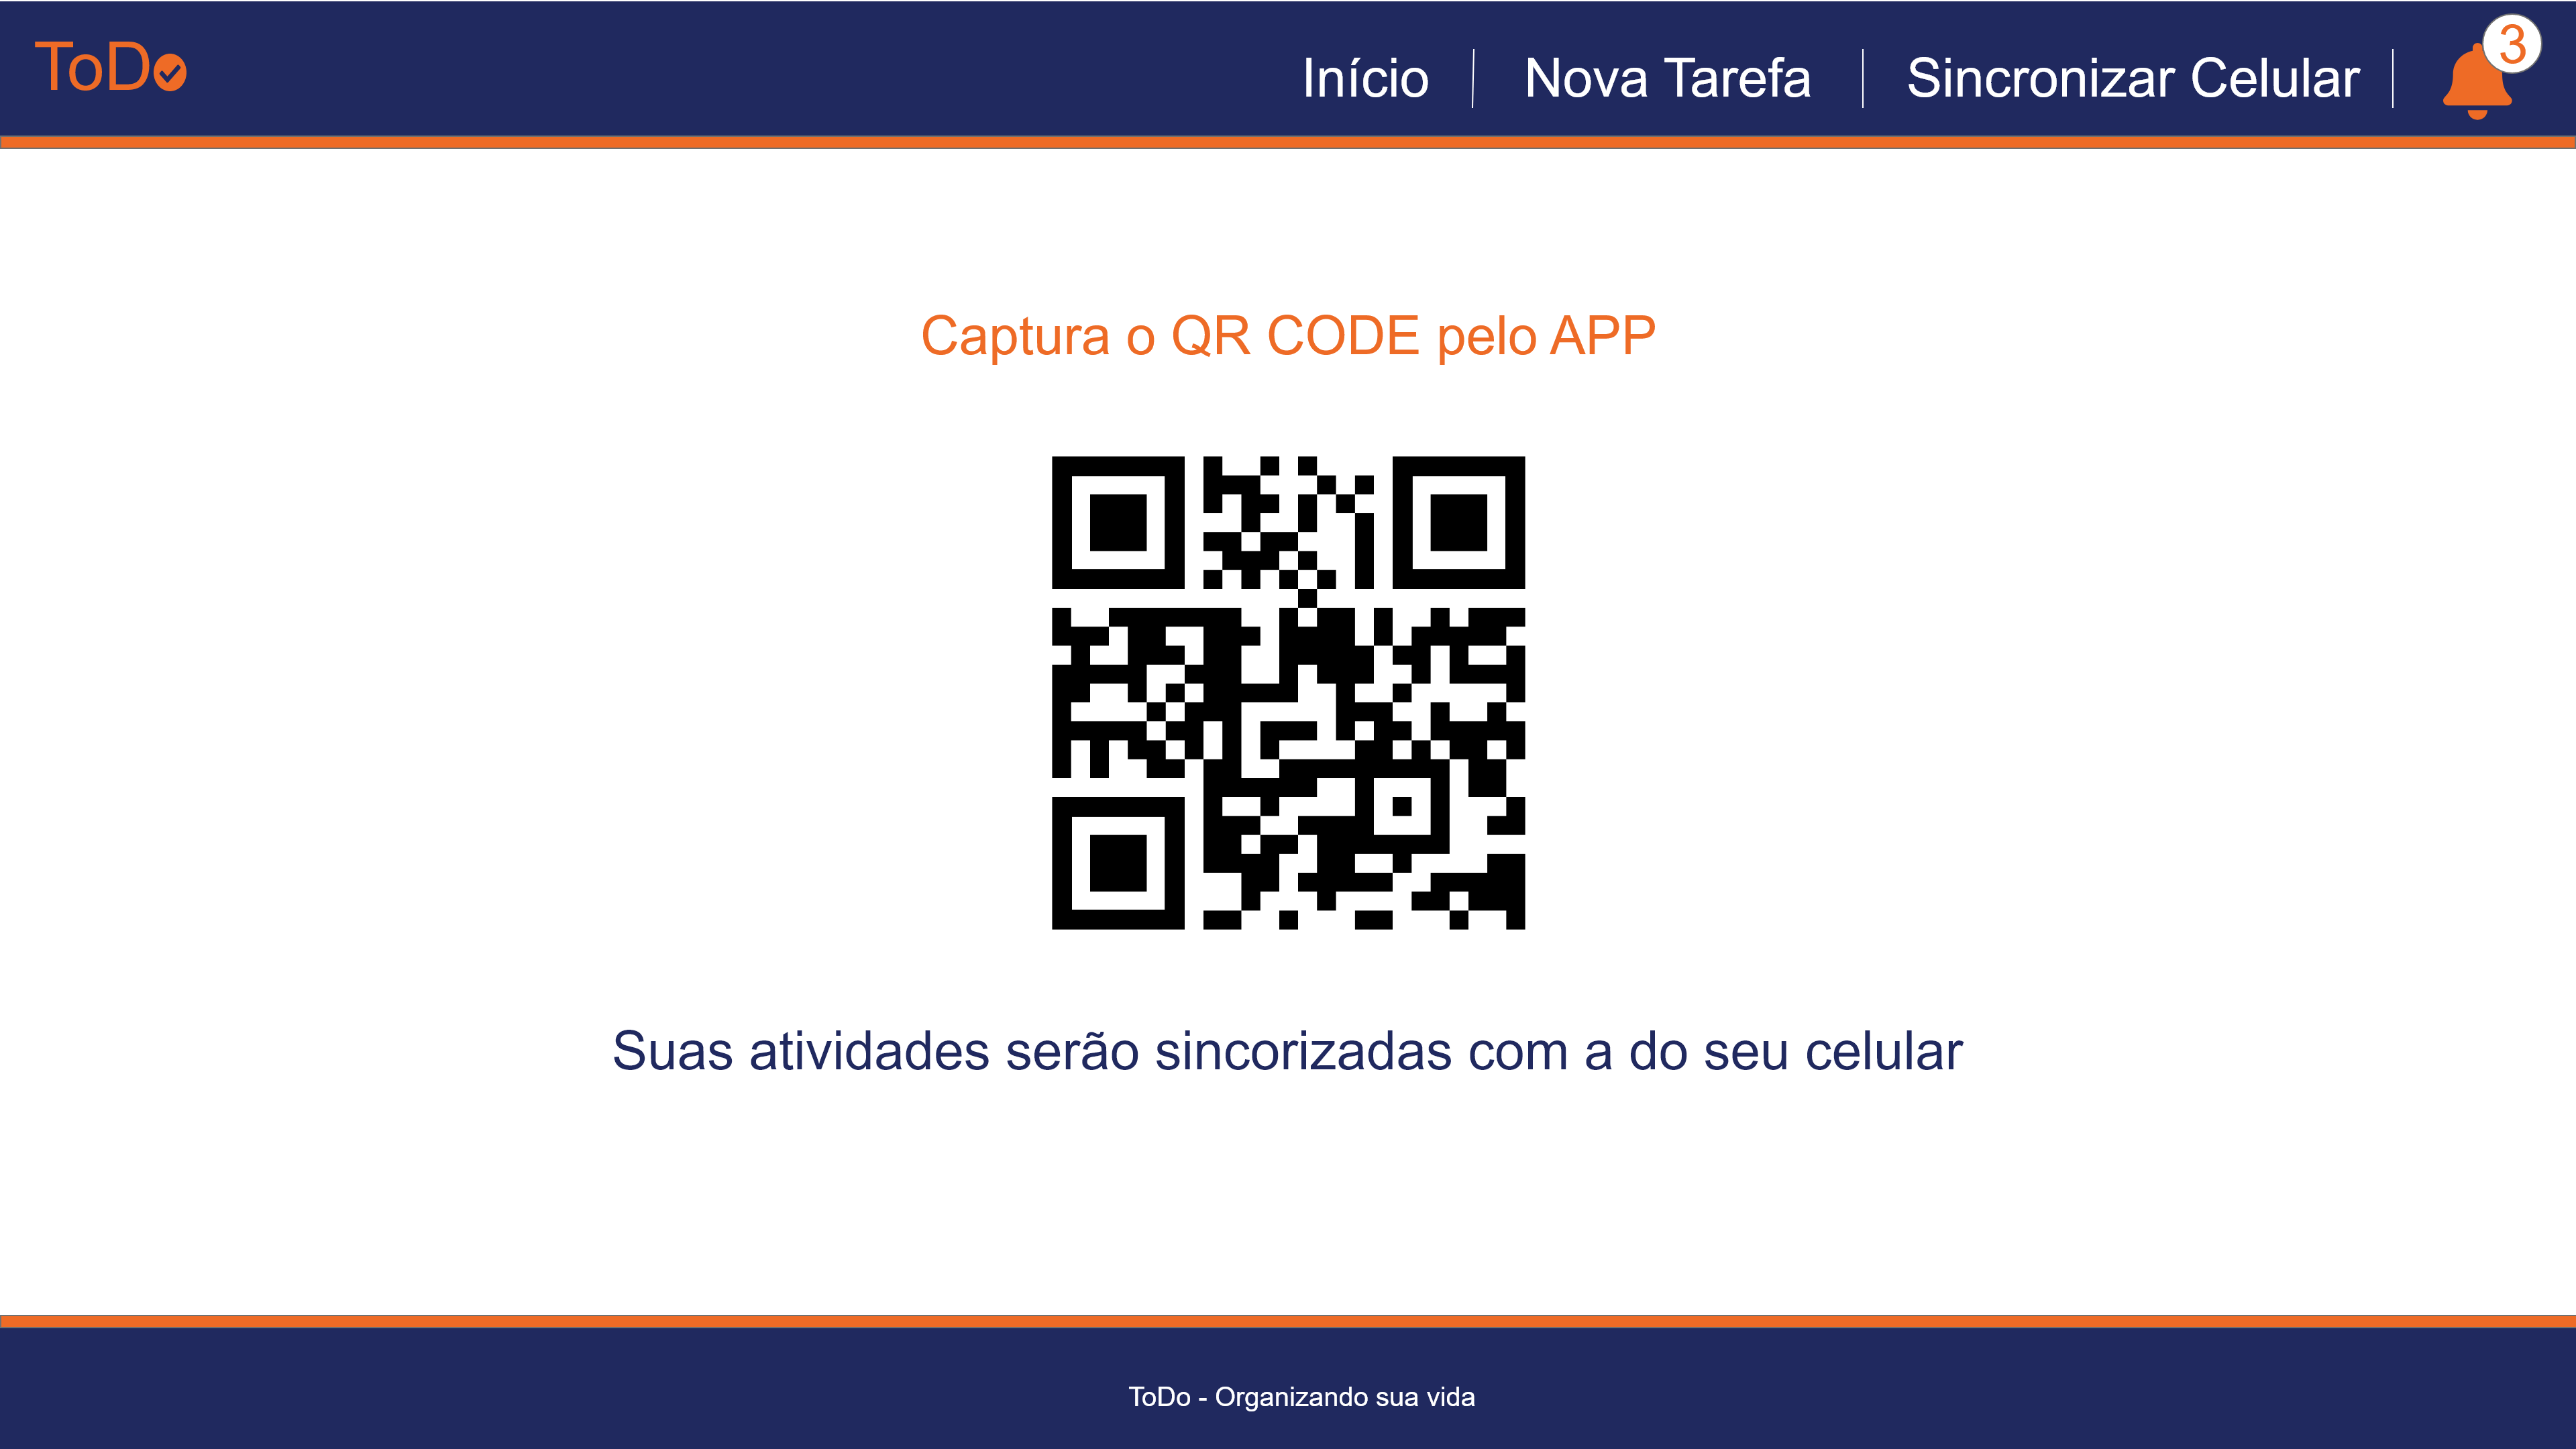 ToDo
Início
Nova Tarefa
Sincronizar Celular
3
Captura o QR CODE pelo APP
Suas atividades serão sincorizadas com a do seu celular
ToDo - Organizando sua vida